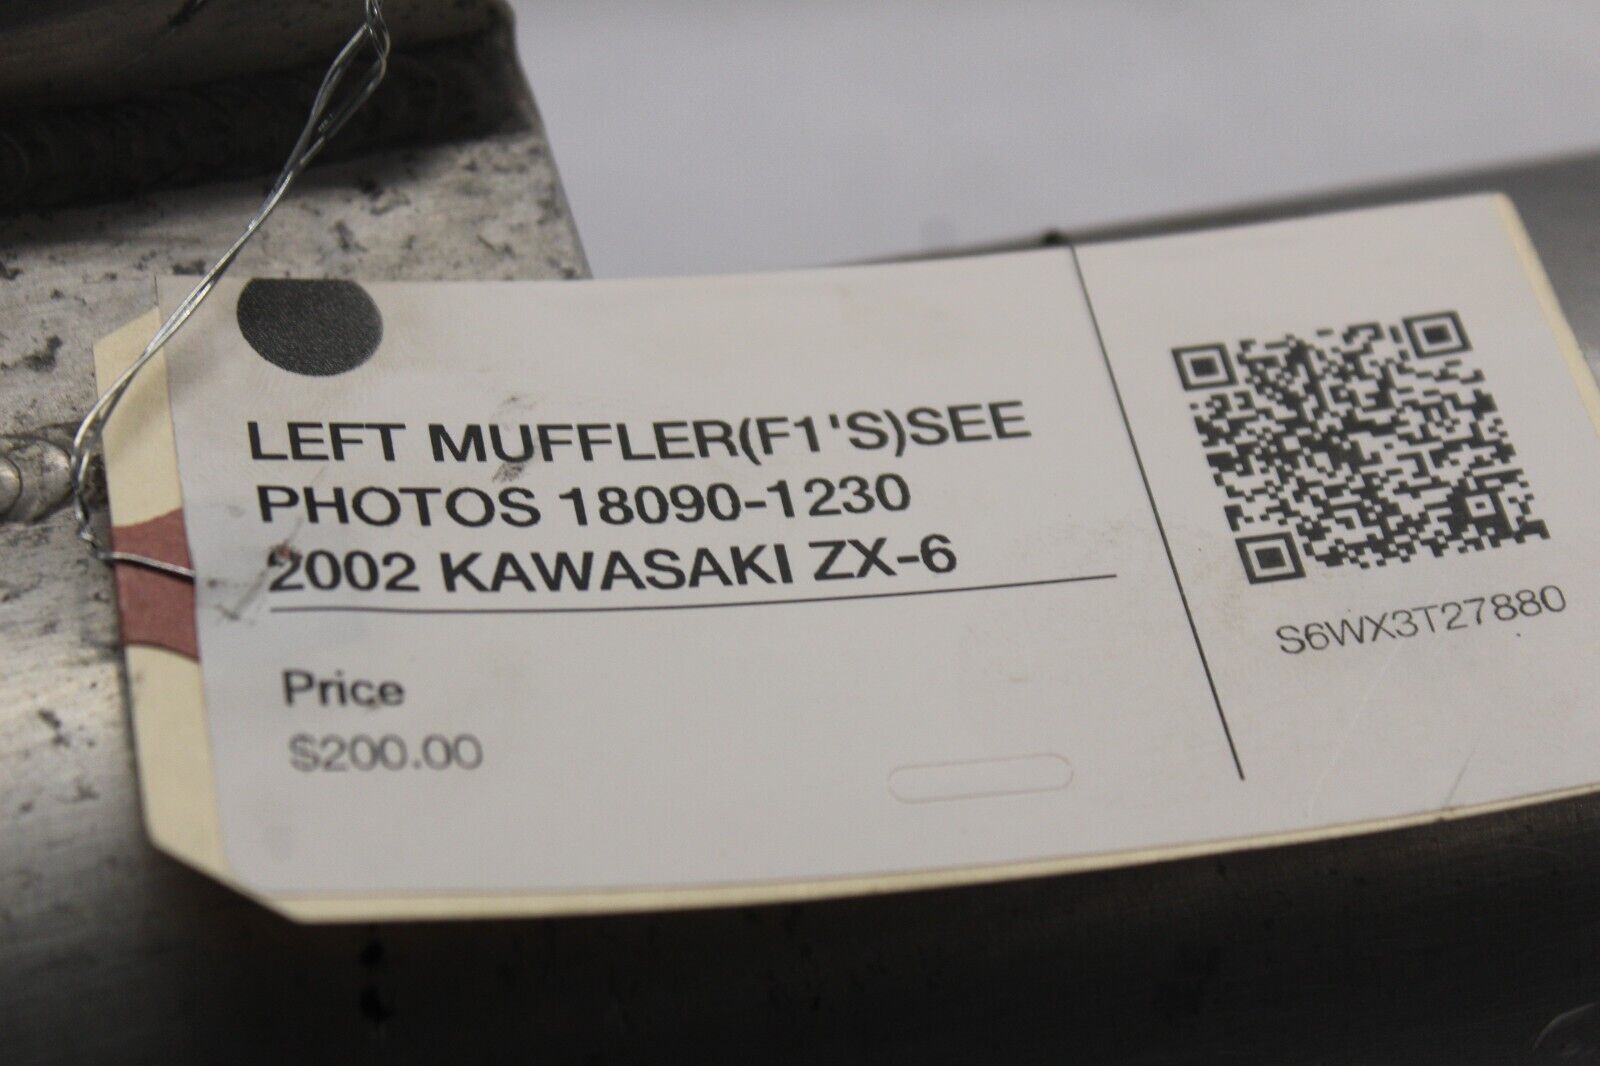 LEFT MUFFLER(F1'S)SEE
PHOTOS 18090-1230
2002 KAWASAKI ZX-6
Price
$200.00
S6WX3T27880